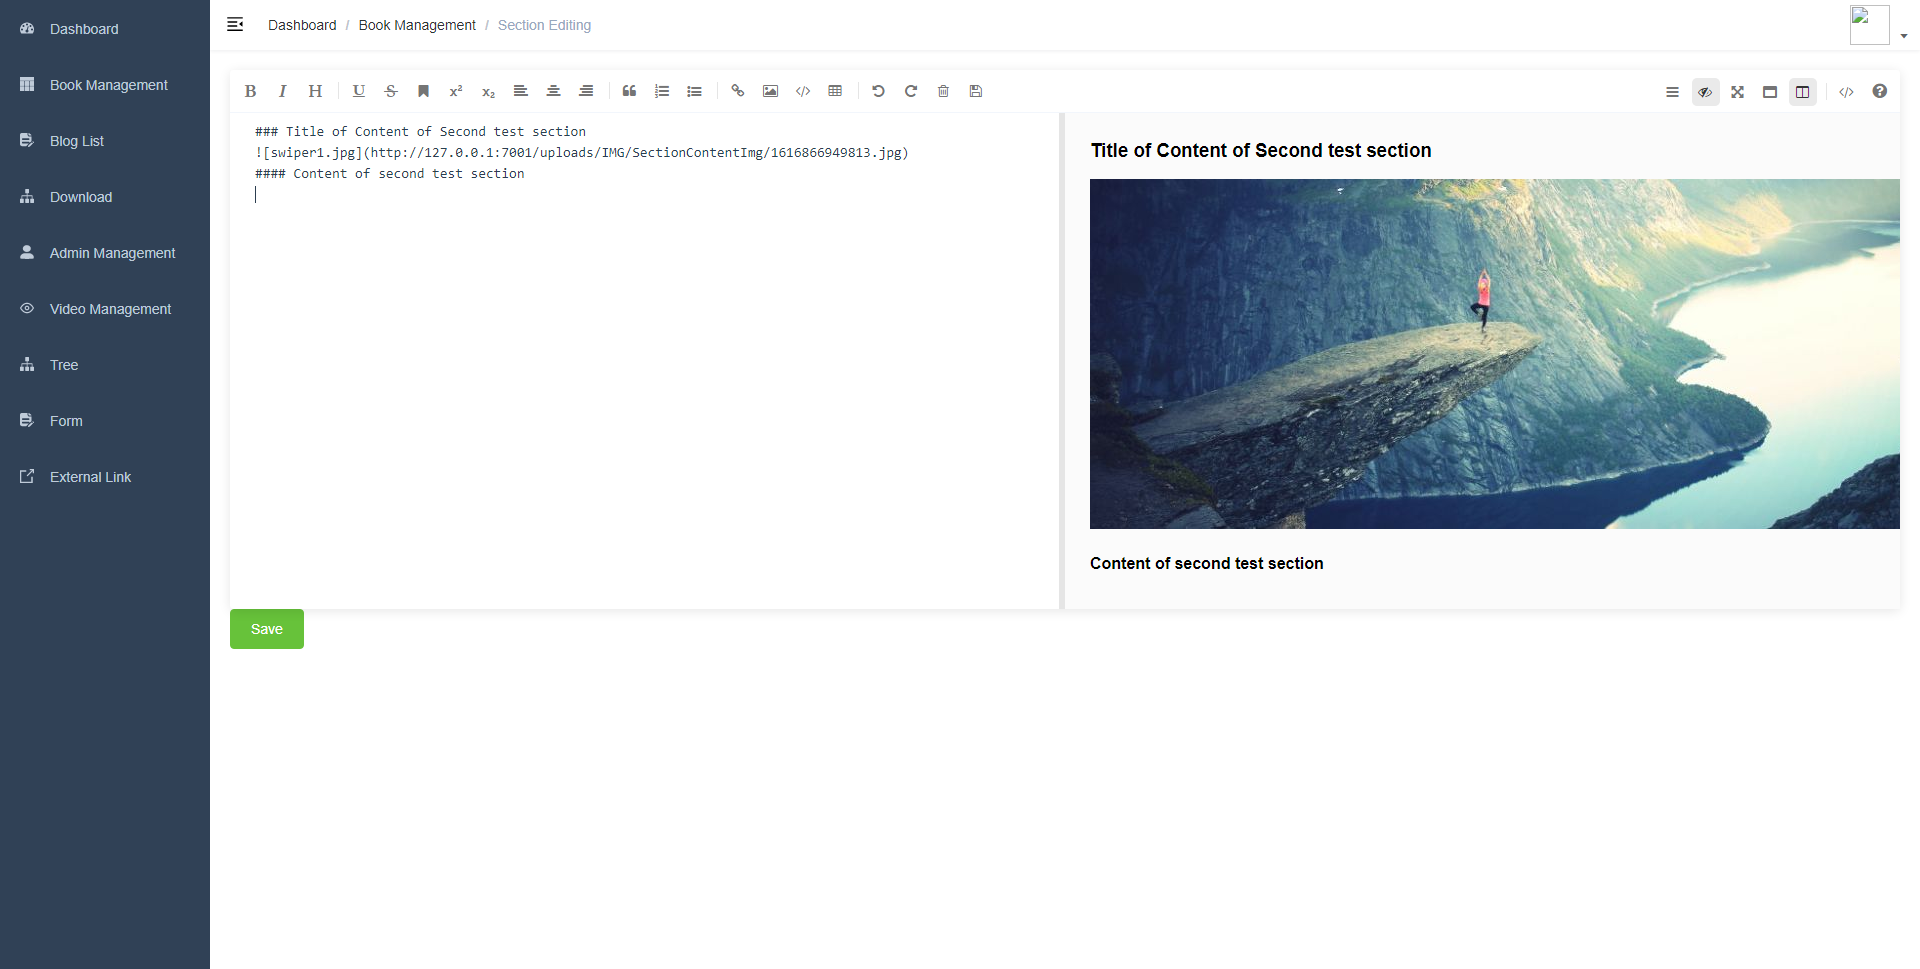 Dashboard
Book Management
Blog List
Download
Admin Management
Video Management
Tree
Form
External Link
Dashboard / Book Management / Section Editing
B I H U S x² x₂
### Title of Content of Second test section
![swiper1.jpg](http://127.0.0.1:7001/uploads/IMG/SectionContentImg/1616866949813.jpg)
#### Content of second test section
Title of Content of Second test section
Content of second test section
Save